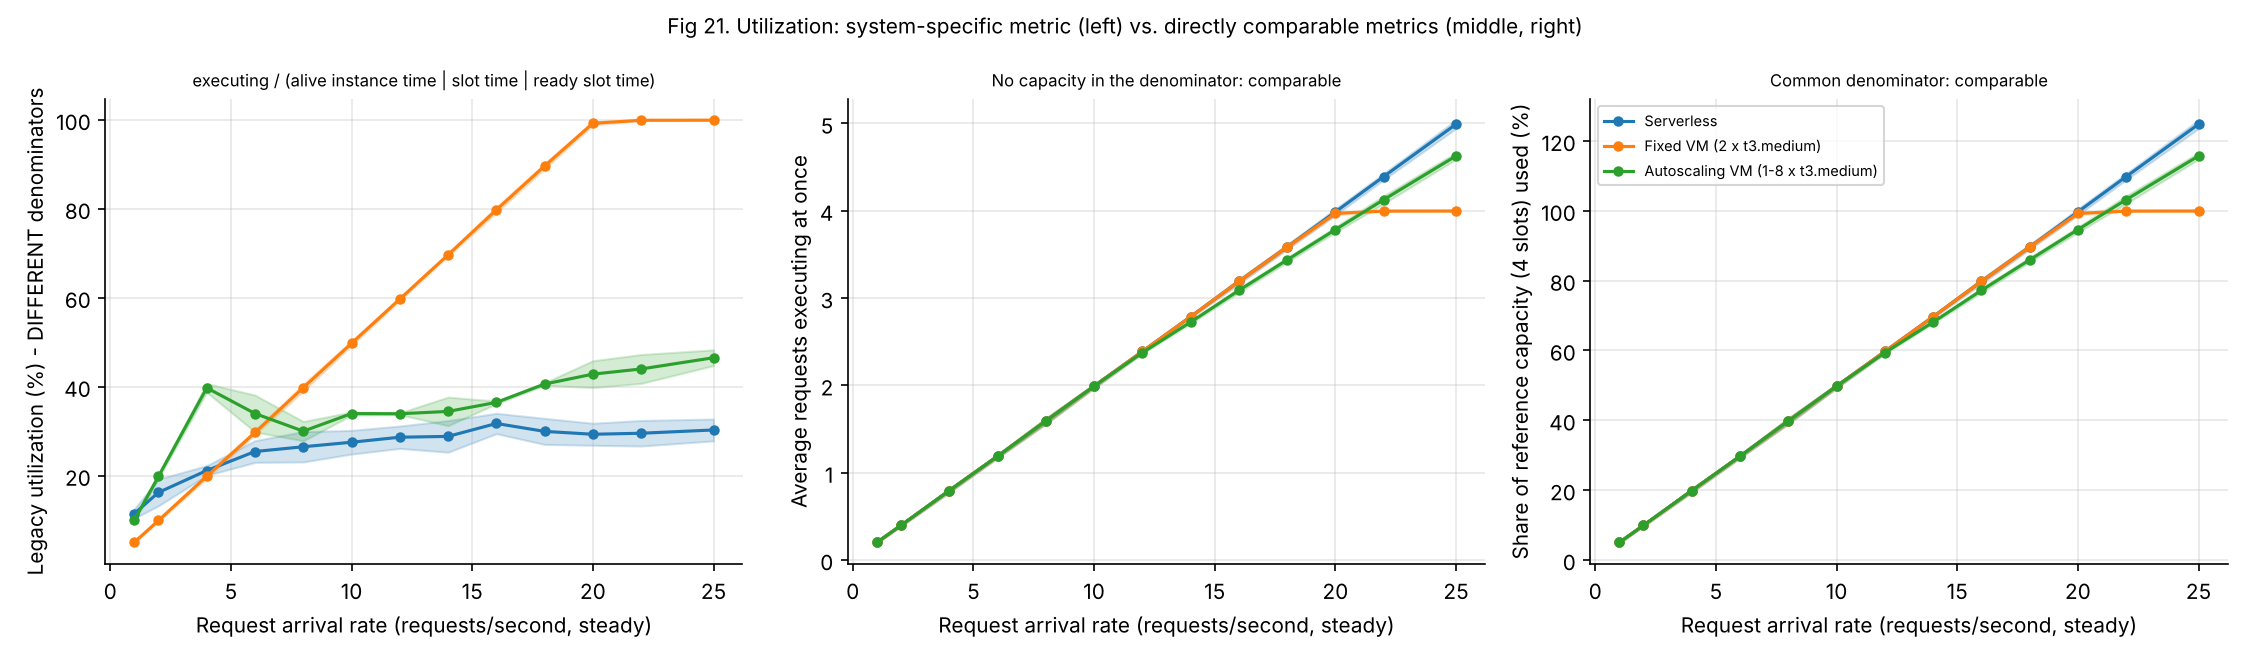 Fig 21. Utilization: system-specific metric (left) vs. directly comparable metrics (middle, right)
executing / (alive instance time | slot time | ready slot time)
Legacy utilization (%) - DIFFERENT denominators
100
80
60
40
20
0 5 10 15 20 25
Request arrival rate (requests/second, steady)
No capacity in the denominator: comparable
Average requests executing at once
5
4
3
2
1
0
0 5 10 15 20 25
Request arrival rate (requests/second, steady)
Common denominator: comparable
Share of reference capacity (4 slots) used (%)
120
100
80
60
40
20
0
Serverless
Fixed VM (2 x t3.medium)
Autoscaling VM (1-8 x t3.medium)
0 5 10 15 20 25
Request arrival rate (requests/second, steady)